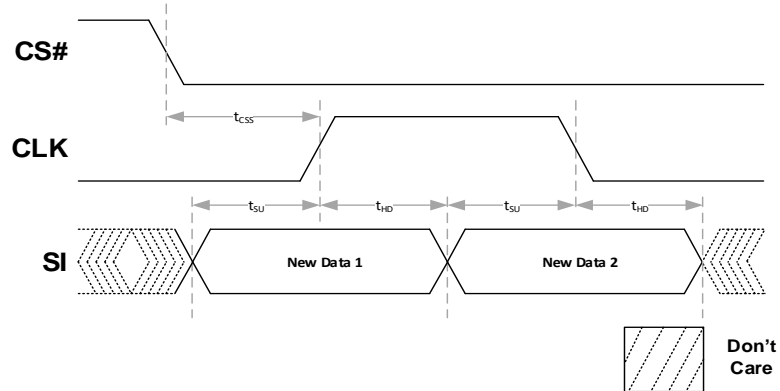 CS#
tCSS
CLK
tSU tHD tSU tHD
SI New Data 1 New Data 2
Don't
Care